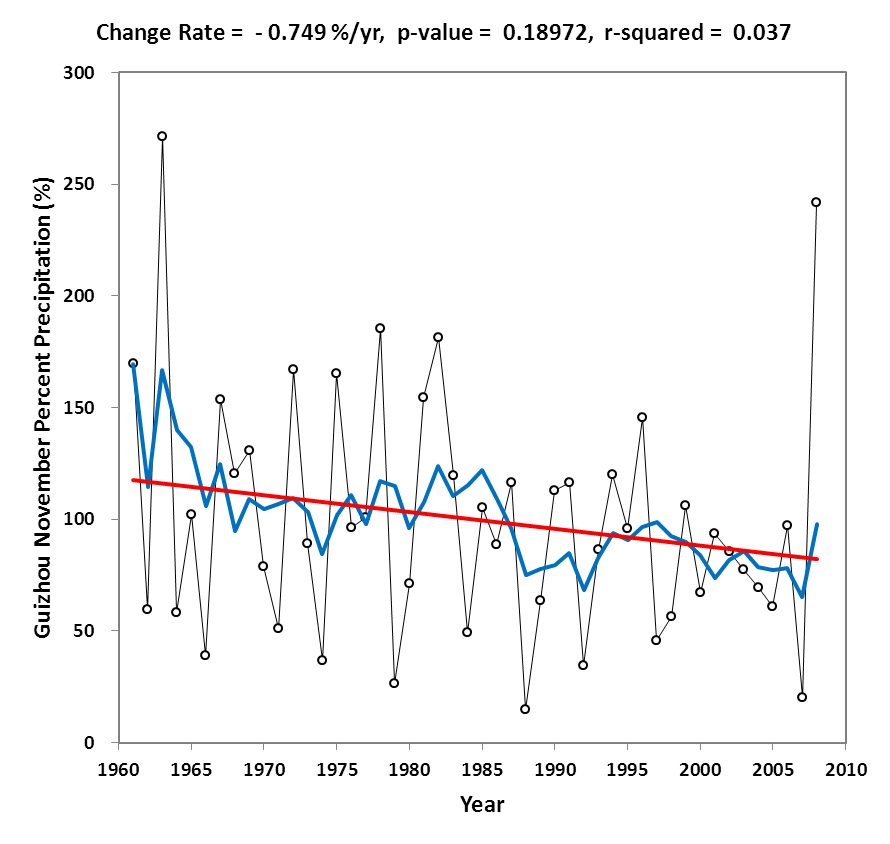 Change Rate = - 0.749 %/yr, p-value = 0.18972, r-squared = 0.037
300
250
200
150
100
50
0
Guizhou November Percent Precipitation (%)
1960 1965 1970 1975 1980 1985 1990 1995 2000 2005 2010
Year